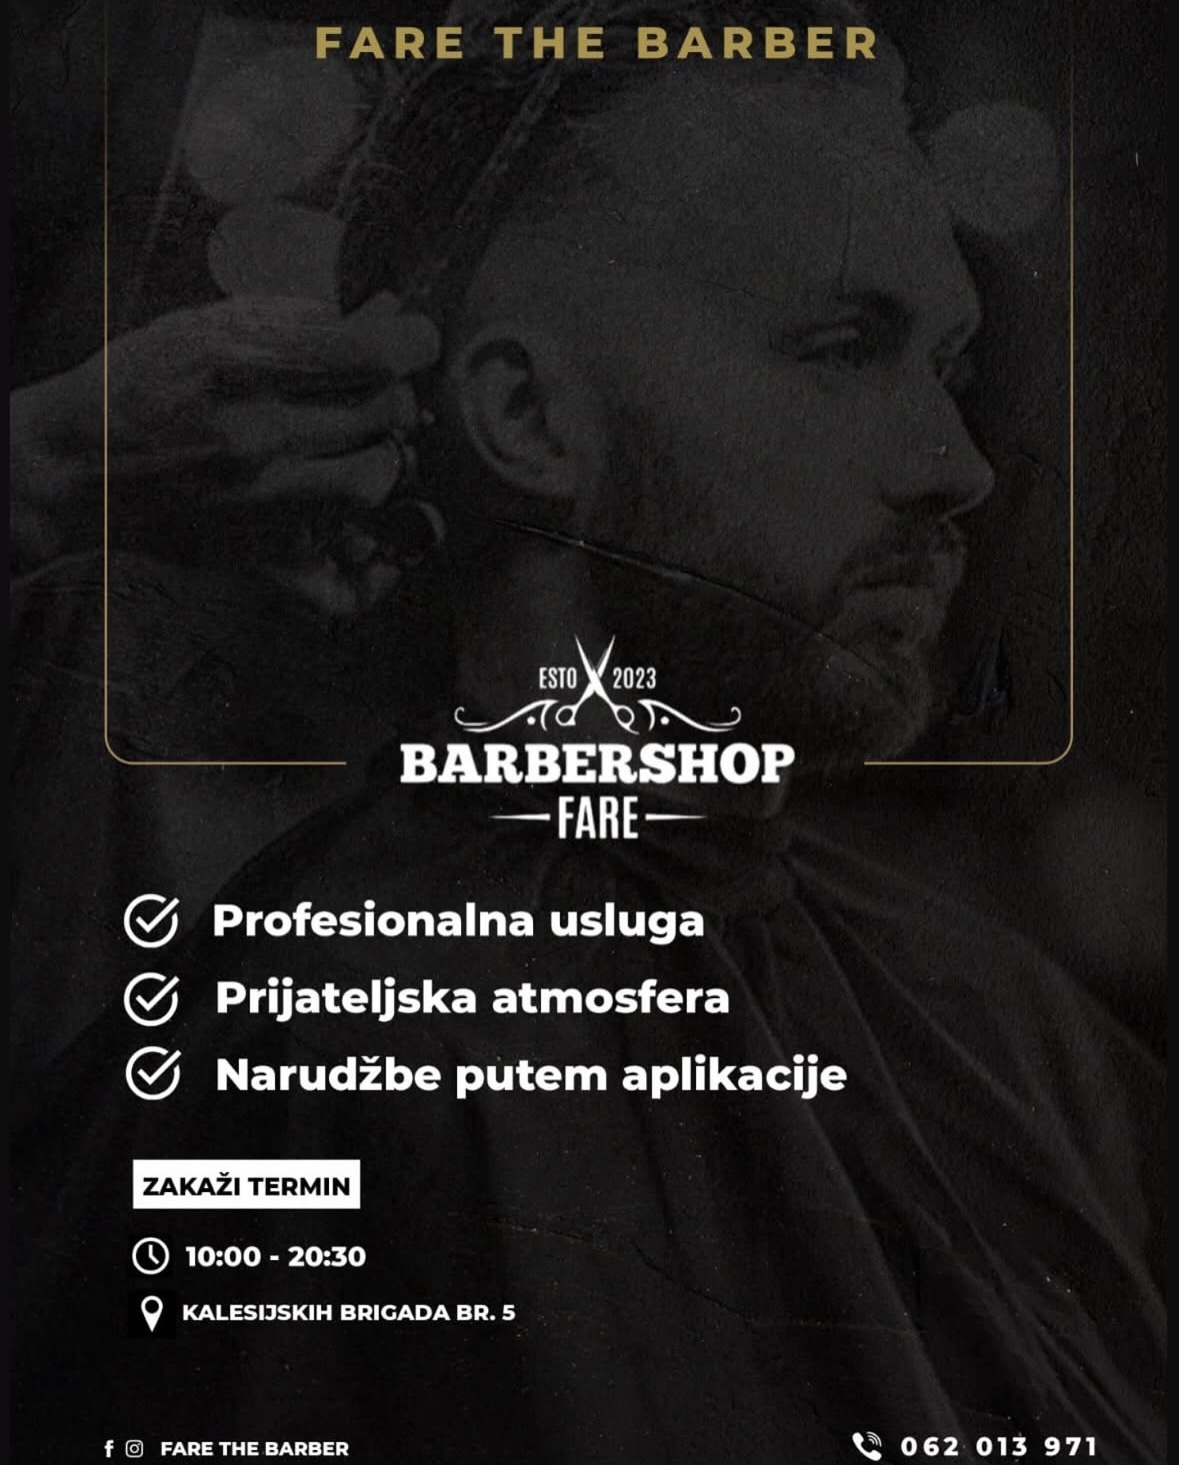 FARE THE BARBER
ESTD 2023
BARBERSHOP
FARE
Profesionalna usluga
Prijateljska atmosfera
Narudžbe putem aplikacije
ZAKAŽI TERMIN
10:00 - 20:30
KALESIJSKIH BRIGADA BR. 5
FARE THE BARBER
062 013 971